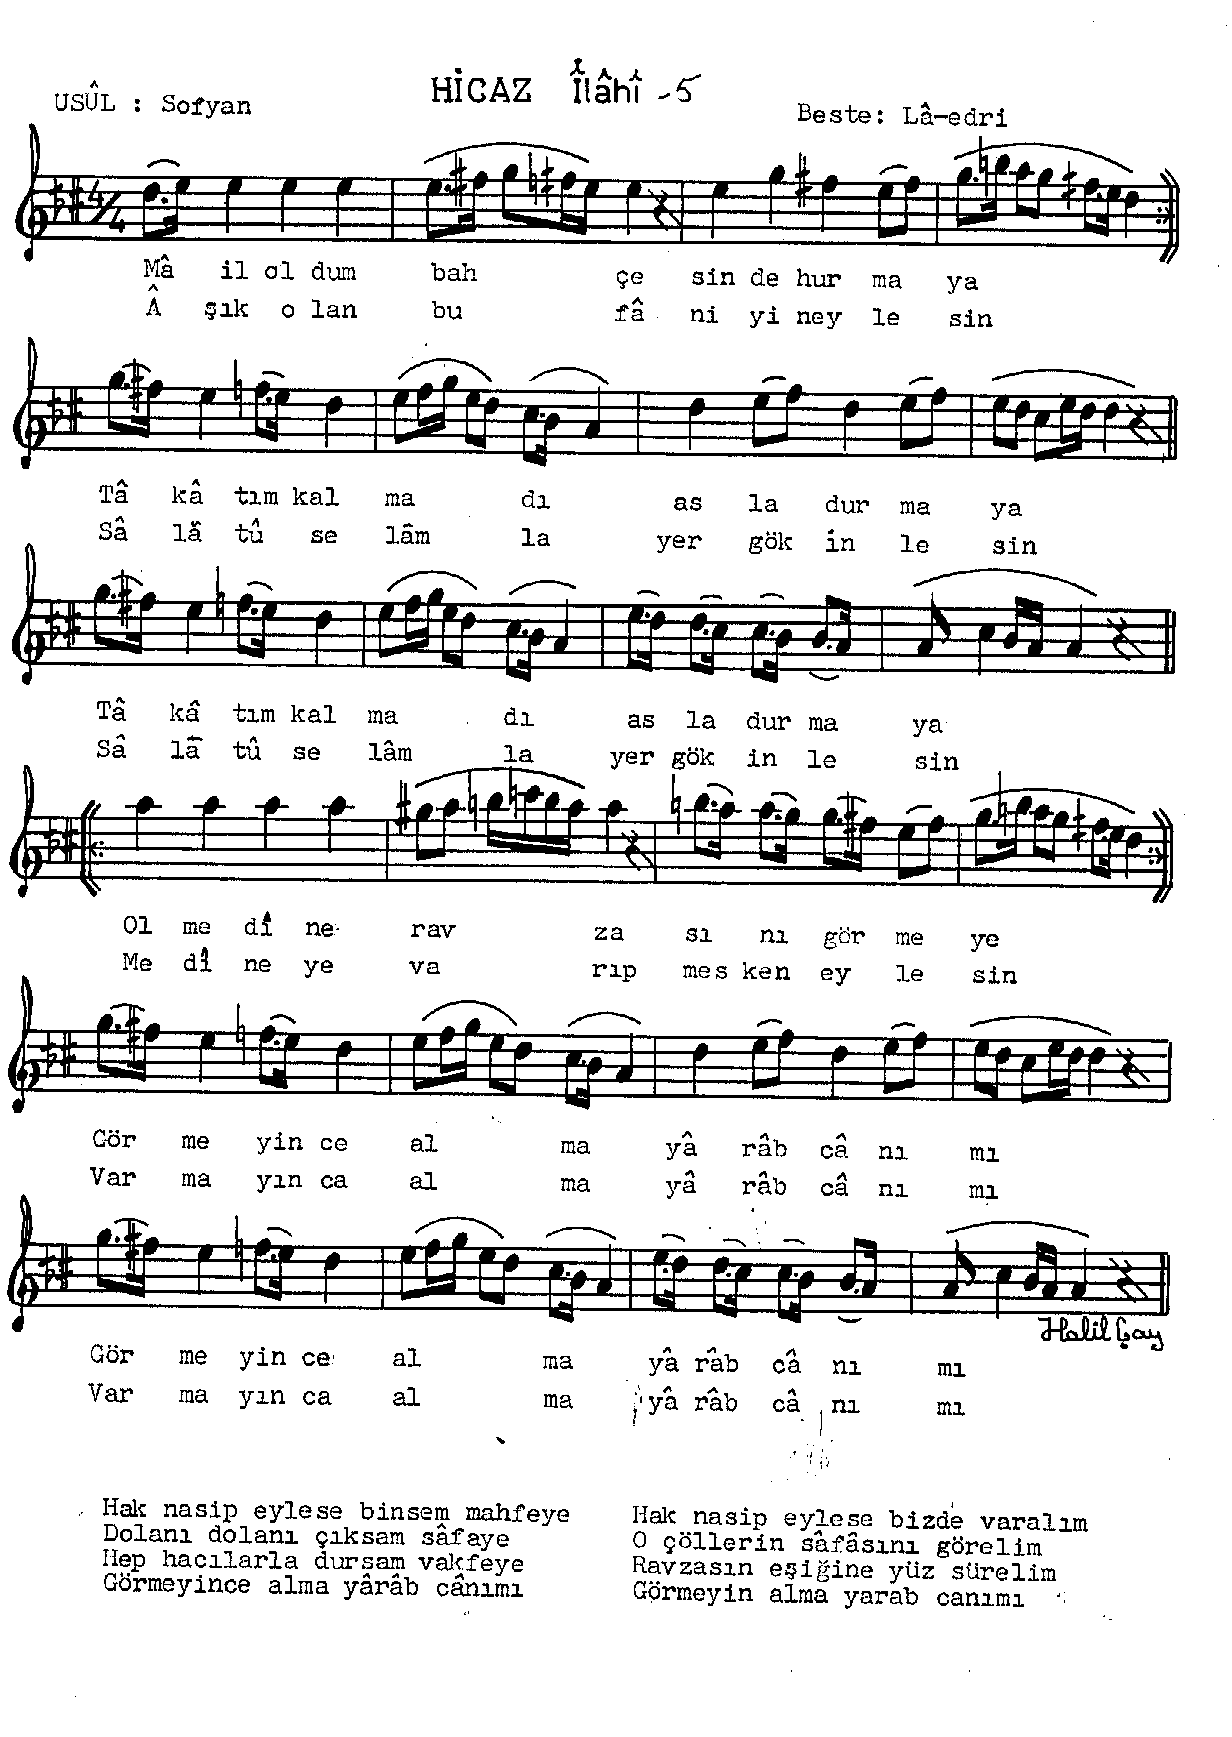 HİCAZ İlâhî -5
USÛL : Sofyan
Beste: Lâ-edri
4/4
Mâ il ol dum bah çe sin de hur ma ya
Â şık o lan bu fâ ni yi ney le sin
Tâ kâ tım kal ma dı as la dur ma ya
Sâ lâ tû se lâm la yer gök in le sin
Tâ kâ tım kal ma dı as la dur ma ya
Sâ lâ tû se lâm la yer gök in le sin
Ol me dî ne rav za sı nı gör me ye
Me dî ne ye va rıp mes ken ey le sin
Gör me yin ce al ma yâ râb câ nı mı
Var ma yın ca al ma yâ râb câ nı mı
Halil Çay
Gör me yin ce al ma yâ râb câ nı mı
Var ma yın ca al ma yâ râb câ nı mı
Hak nasip eylese binsem mahfeye
Dolanı dolanı çıksam sâfaye
Hep hacılarla dursam vakfeye
Görmeyince alma yârâb cânımı
Hak nasip eylese bizde varalım
O çöllerin sâfâsını görelim
Ravzasın eşiğine yüz sürelim
Görmeyin alma yarab canımı